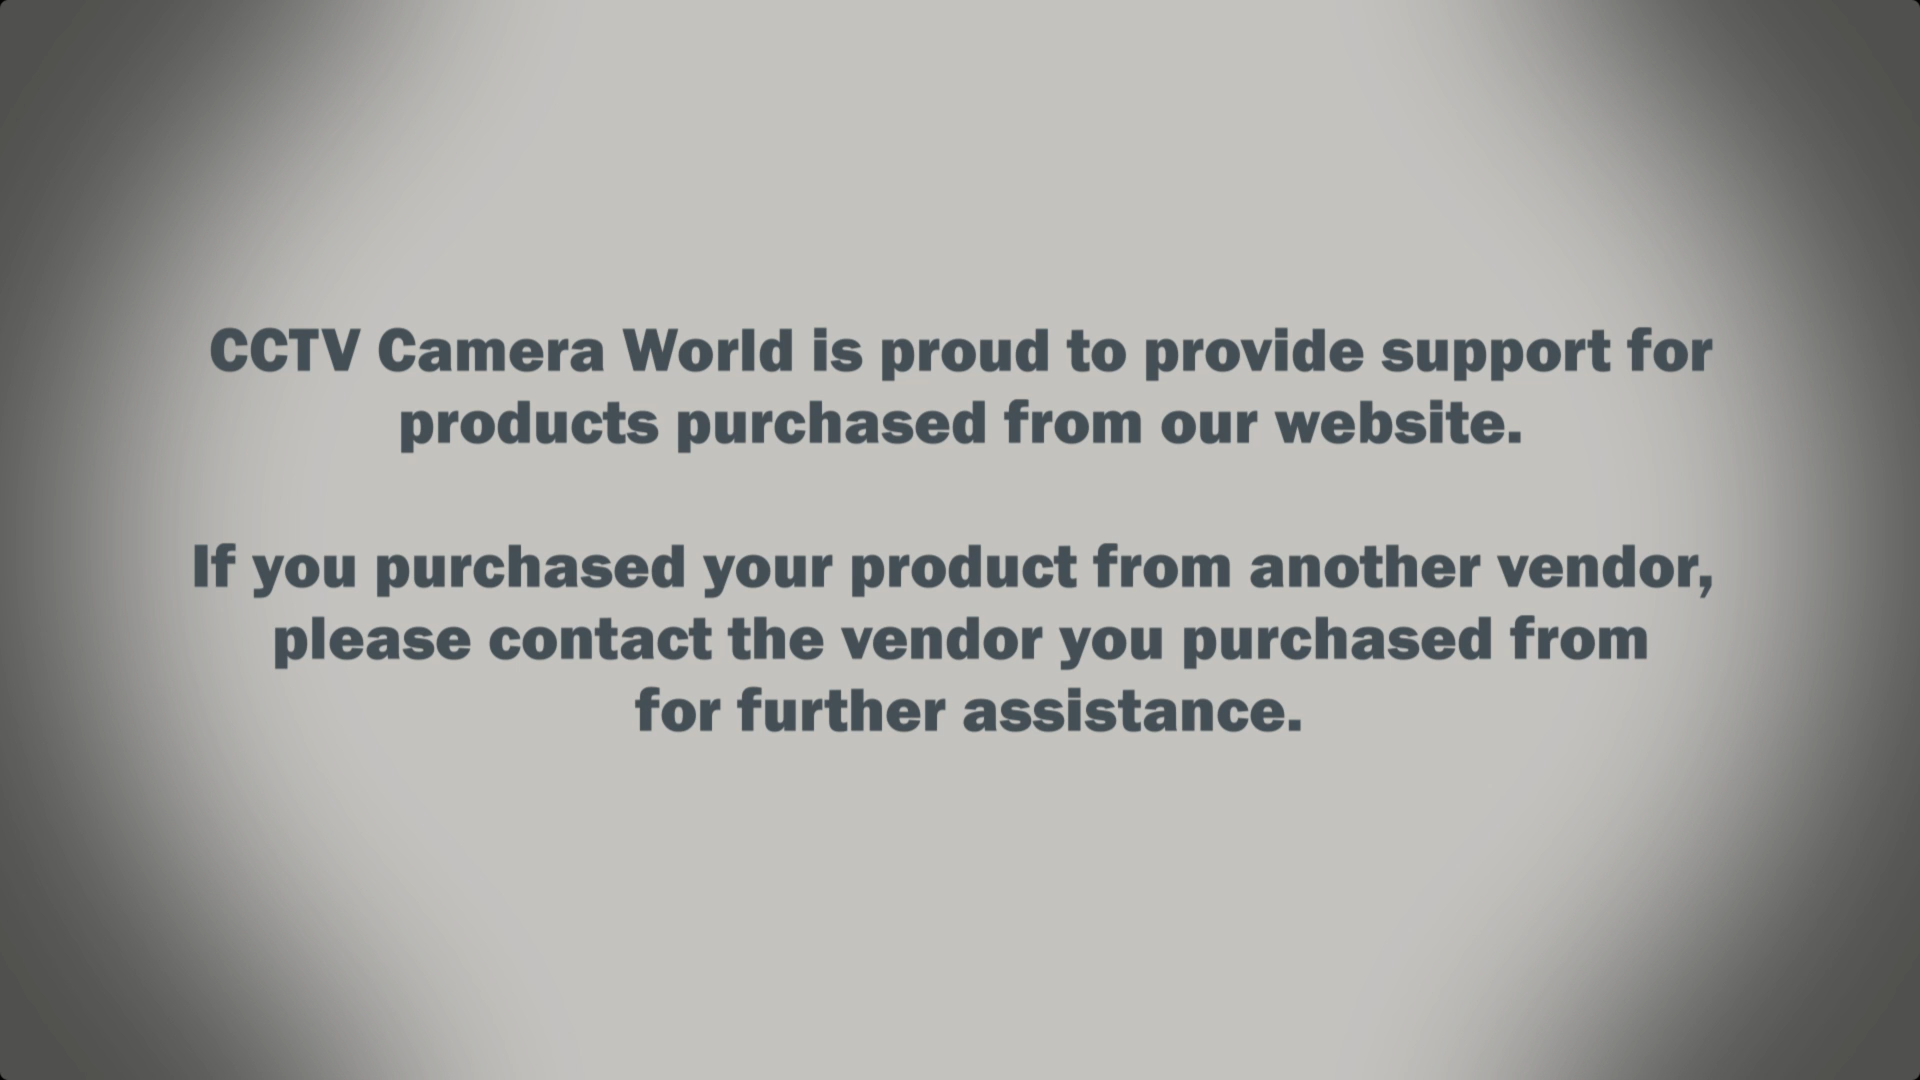 CCTV Camera World is proud to provide support for
products purchased from our website.
If you purchased your product from another vendor,
please contact the vendor you purchased from
for further assistance.